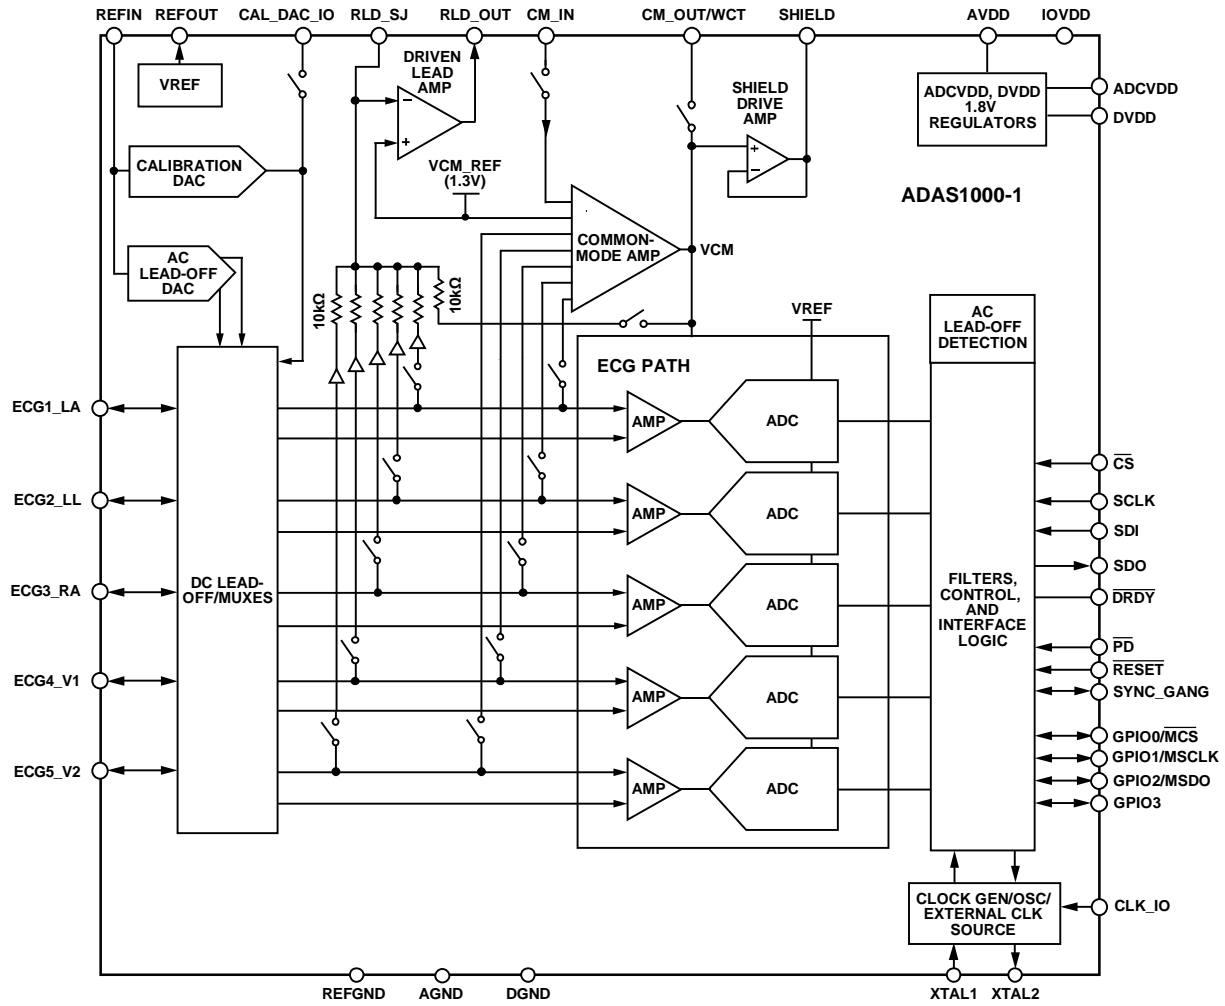 REFIN REFOUT CAL_DAC_IO RLD_SJ RLD_OUT CM_IN CM_OUT/WCT SHIELD AVDD IOVDD
VREF
DRIVEN
LEAD
AMP
SHIELD
DRIVE
AMP
ADCVDD, DVDD
1.8V
REGULATORS
ADCVDD
DVDD
–
+
+
–
CALIBRATION
DAC
VCM_REF
(1.3V)
ADAS1000-1
AC
LEAD-OFF
DAC
COMMON-
MODE AMP
VCM
10kΩ
10kΩ
VREF
AC
LEAD-OFF
DETECTION
ECG PATH
ECG1_LA
AMP
ADC
ECG2_LL
AMP
ADC
ECG3_RA
DC LEAD-
OFF/MUXES
AMP
ADC
ECG4_V1
AMP
ADC
ECG5_V2
AMP
ADC
FILTERS,
CONTROL,
AND
INTERFACE
LOGIC
CS
SCLK
SDI
SDO
DRDY
PD
RESET
SYNC_GANG
GPIO0/MCS
GPIO1/MSCLK
GPIO2/MSDO
GPIO3
CLOCK GEN/OSC/
EXTERNAL CLK
SOURCE
CLK_IO
REFGND AGND DGND XTAL1 XTAL2